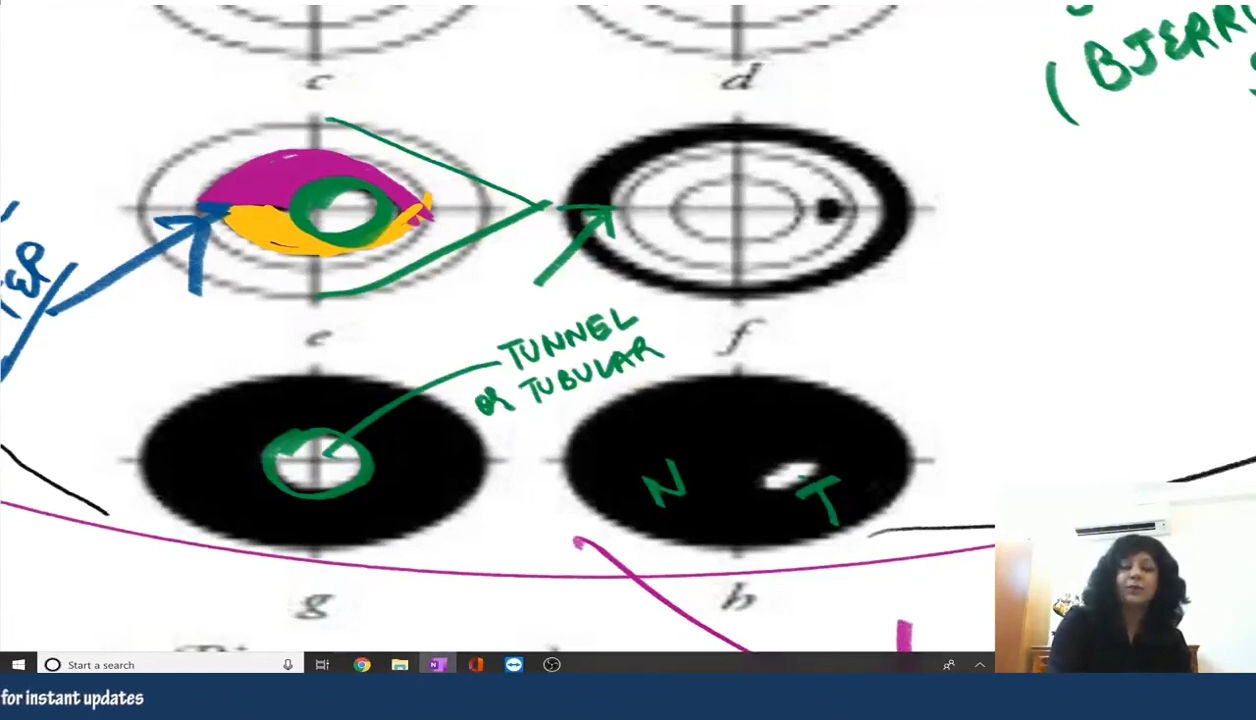 c
d
(BJERR
e
f
TUNNEL
or TUBULAR
N
T
g
h
Start a search
for instant updates